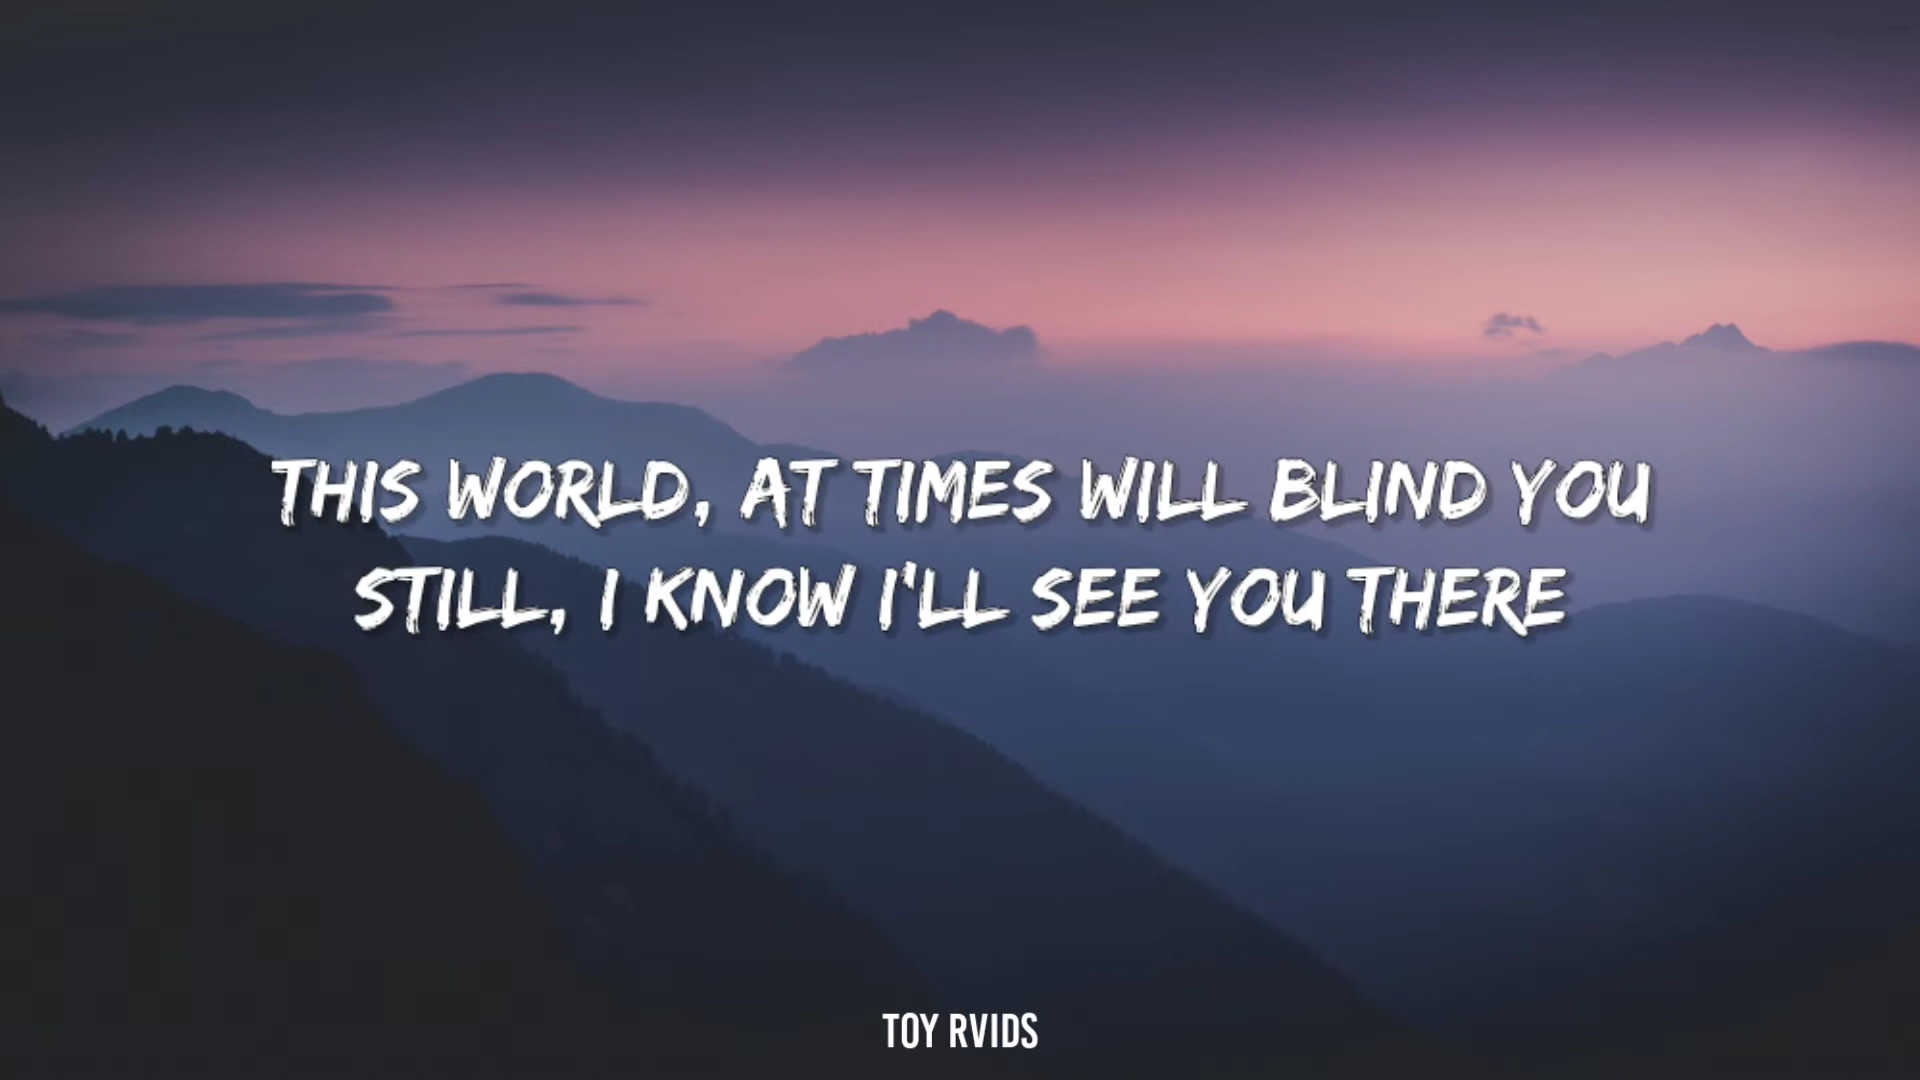 THIS WORLD, AT TIMES WILL BLIND YOU
STILL, I KNOW I'LL SEE YOU THERE
TOY RVIDS